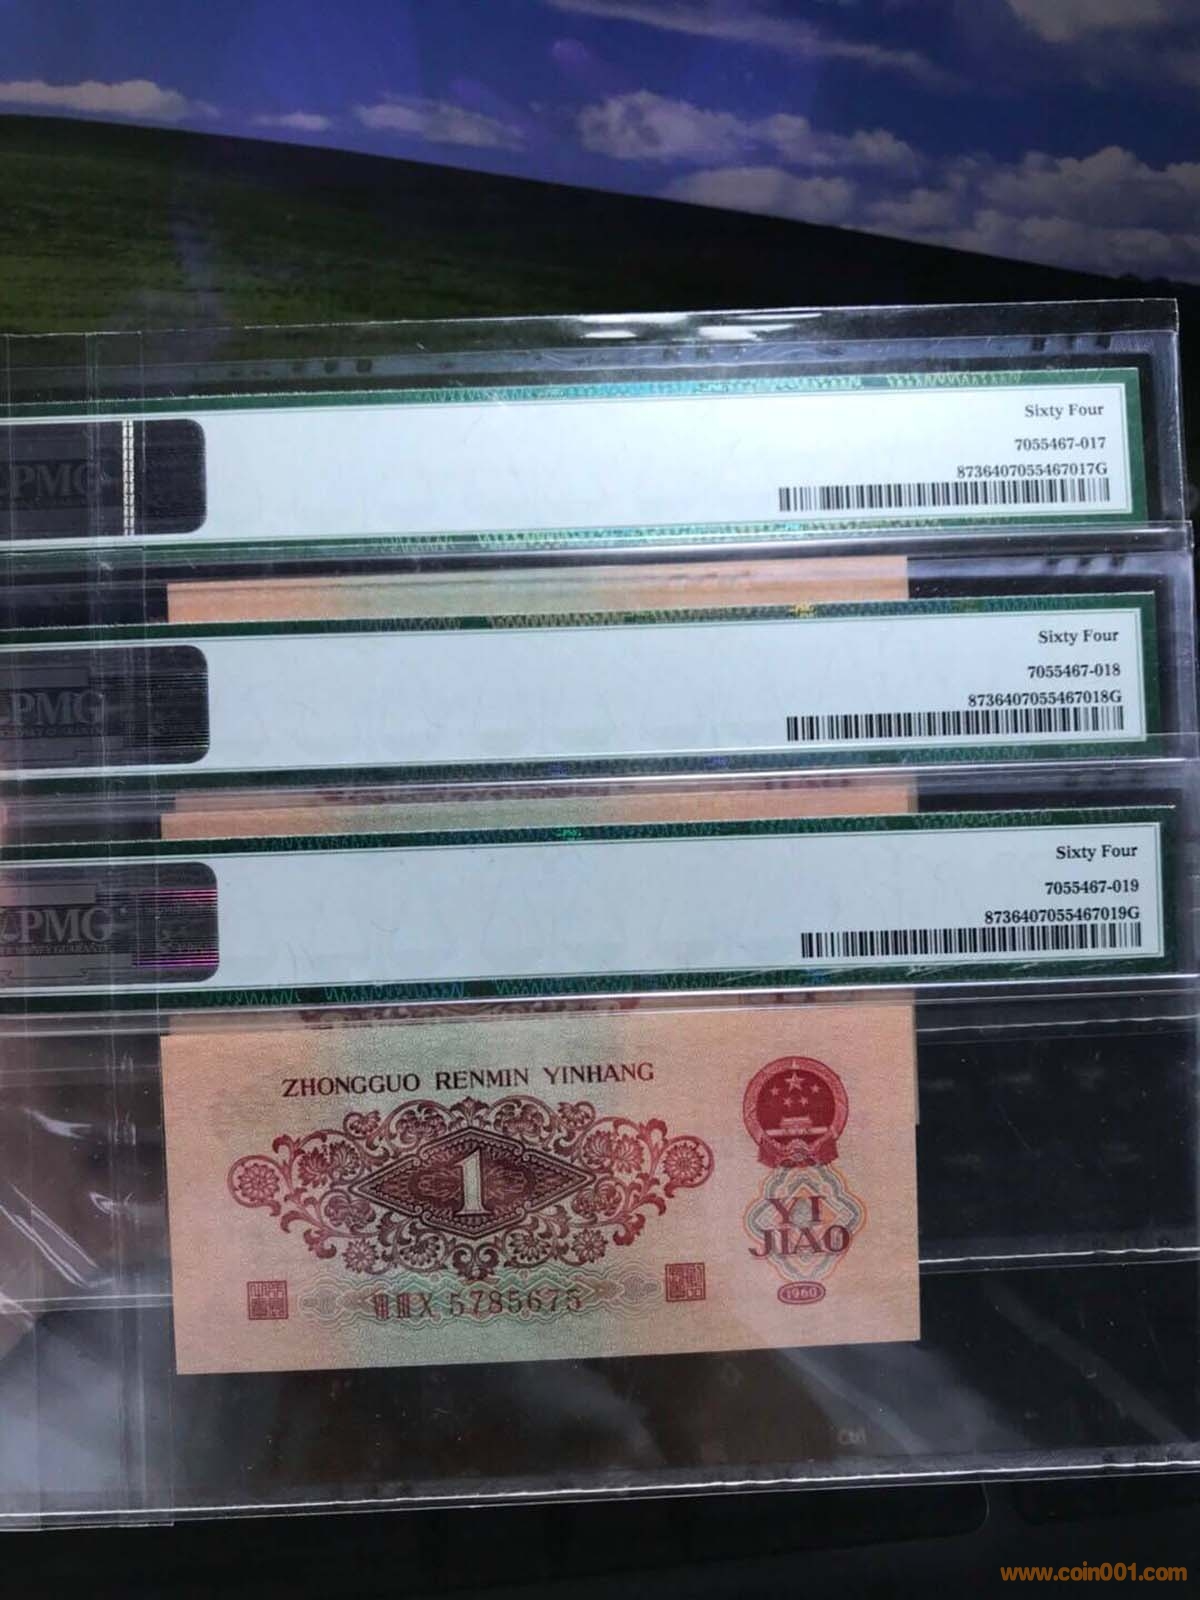 Sixty Four
7055467-017
8736407055467017G
PMG
Sixty Four
7055467-018
8736407055467018G
PMG
Sixty Four
7055467-019
8736407055467019G
PMG
ZHONGGUO RENMIN YINHANG
1
YI
JIAO
1960
5785675
www.coin001.com